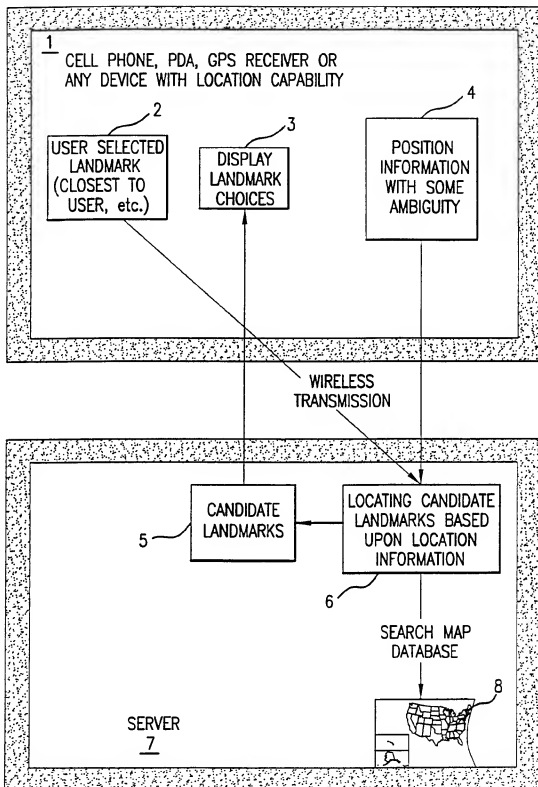 1
CELL PHONE, PDA, GPS RECEIVER OR
ANY DEVICE WITH LOCATION CAPABILITY
2
USER SELECTED
LANDMARK
(CLOSEST TO
USER, etc.)
3
DISPLAY
LANDMARK
CHOICES
4
POSITION
INFORMATION
WITH SOME
AMBIGUITY
WIRELESS
TRANSMISSION
5
CANDIDATE
LANDMARKS
LOCATING CANDIDATE
LANDMARKS BASED
UPON LOCATION
INFORMATION
6
SEARCH MAP
DATABASE
8
SERVER
7